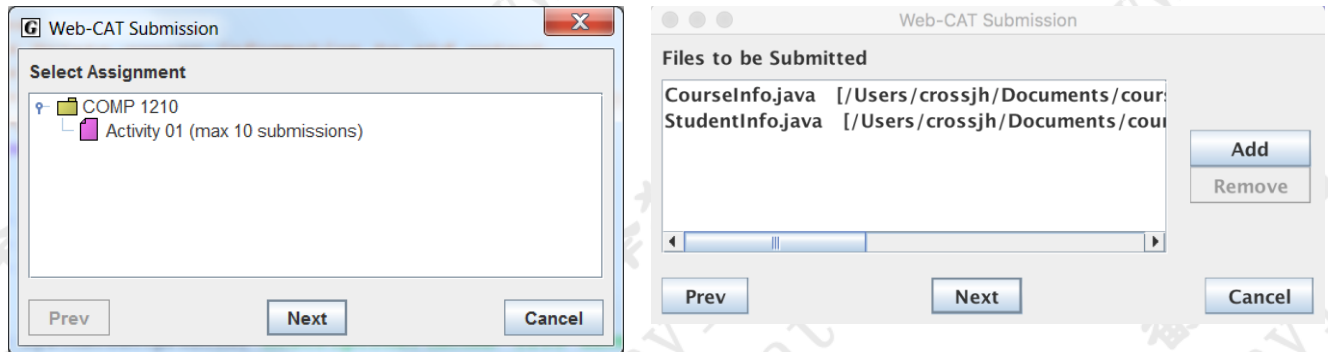 Web-CAT Submission
Select Assignment
COMP 1210
Activity 01 (max 10 submissions)
Prev
Next
Cancel
Web-CAT Submission
Files to be Submitted
CourseInfo.java [/Users/crossjh/Documents/cour
StudentInfo.java [/Users/crossjh/Documents/cou
Add
Remove
Prev
Next
Cancel